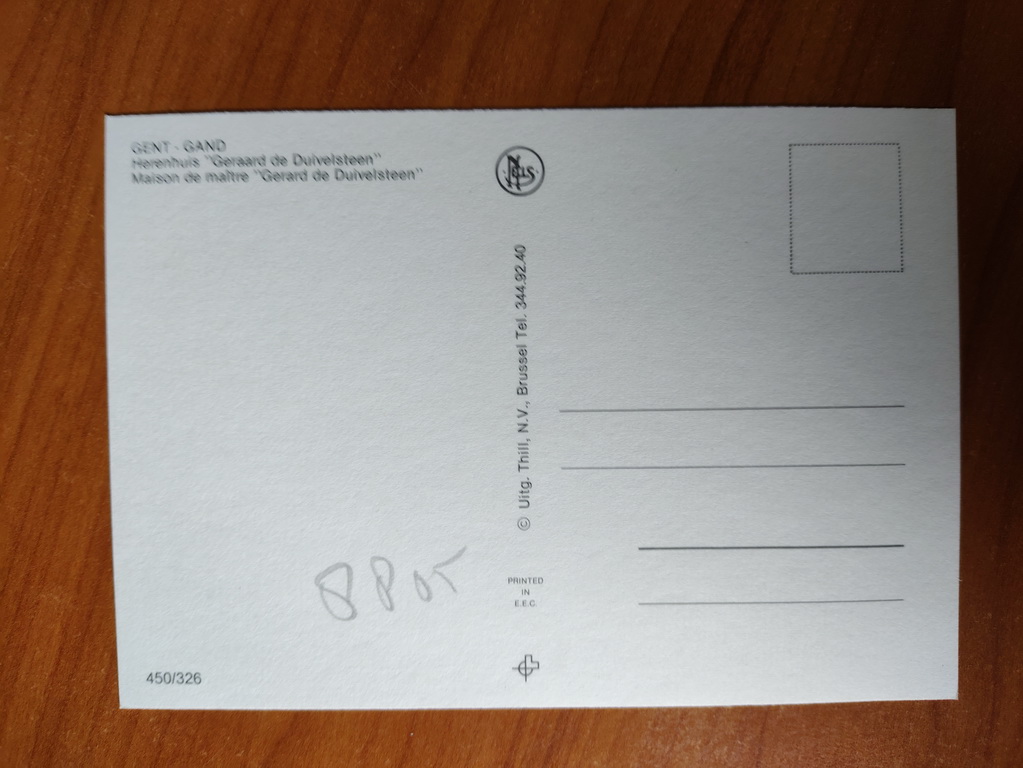 GENT - GAND
Herenhuis "Geraard de Duivelsteen"
Maison de maître "Gerard de Duivelsteen"
NELS
© Uitg. Thill, N.V., Brussel Tel. 344.92.40
PRINTED
IN
E.E.C.
450/326